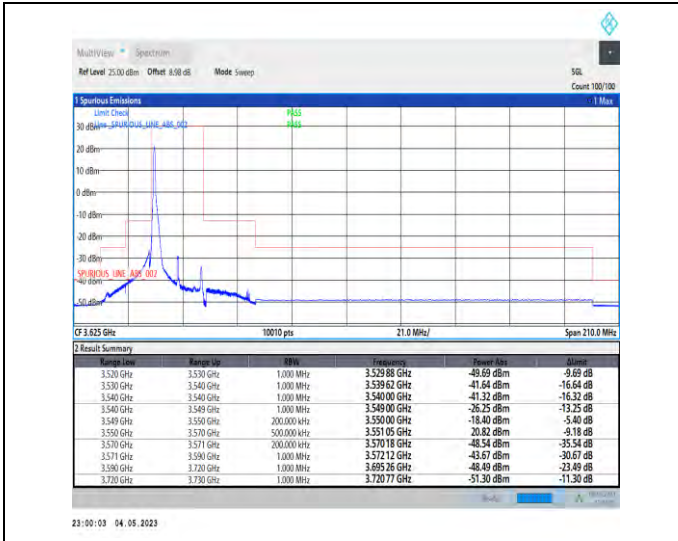 MultiView Spectrum
Ref Level 25.00 dBm Offset 8.98 dB Mode Sweep SGL
Count 100/100
1 Spurious Emissions 1 Max
Limit Check PASS
30 dBm Line _SPURIOUS_LINE_ABS_002 PASS
20 dBm
10 dBm
0 dBm
-10 dBm
-20 dBm
-30 dBm
SPURIOUS_LINE_ABS_002
-40 dBm
-50 dBm
CF 3.625 GHz 10010 pts 21.0 MHz/ Span 210.0 MHz
2 Result Summary
Range Low Range Up RBW Frequency Power Abs ΔLimit
3.520 GHz 3.530 GHz 1.000 MHz 3.529 88 GHz -49.69 dBm -9.69 dB
3.530 GHz 3.540 GHz 1.000 MHz 3.539 62 GHz -41.64 dBm -16.64 dB
3.540 GHz 3.540 GHz 1.000 MHz 3.540 00 GHz -41.32 dBm -16.32 dB
3.540 GHz 3.549 GHz 1.000 MHz 3.549 00 GHz -26.25 dBm -13.25 dB
3.549 GHz 3.550 GHz 200.000 kHz 3.550 00 GHz -18.40 dBm -5.40 dB
3.550 GHz 3.570 GHz 500.000 kHz 3.551 05 GHz 20.82 dBm -9.18 dB
3.570 GHz 3.571 GHz 200.000 kHz 3.570 18 GHz -48.54 dBm -35.54 dB
3.571 GHz 3.590 GHz 1.000 MHz 3.572 12 GHz -43.67 dBm -30.67 dB
3.590 GHz 3.720 GHz 1.000 MHz 3.695 26 GHz -48.49 dBm -23.49 dB
3.720 GHz 3.730 GHz 1.000 MHz 3.720 77 GHz -51.30 dBm -11.30 dB
23:00:03 04.05.2023